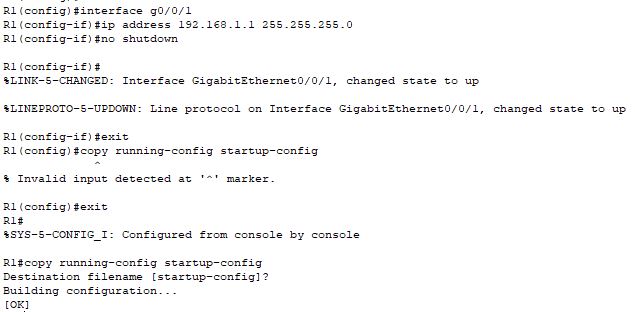 R1(config)#interface g0/0/1
R1(config-if)#ip address 192.168.1.1 255.255.255.0
R1(config-if)#no shutdown
R1(config-if)#
%LINK-5-CHANGED: Interface GigabitEthernet0/0/1, changed state to up
%LINEPROTO-5-UPDOWN: Line protocol on Interface GigabitEthernet0/0/1, changed state to up
R1(config-if)#exit
R1(config)#copy running-config startup-config
^
% Invalid input detected at '^' marker.
R1(config)#exit
R1#
%SYS-5-CONFIG_I: Configured from console by console
R1#copy running-config startup-config
Destination filename [startup-config]?
Building configuration...
[OK]